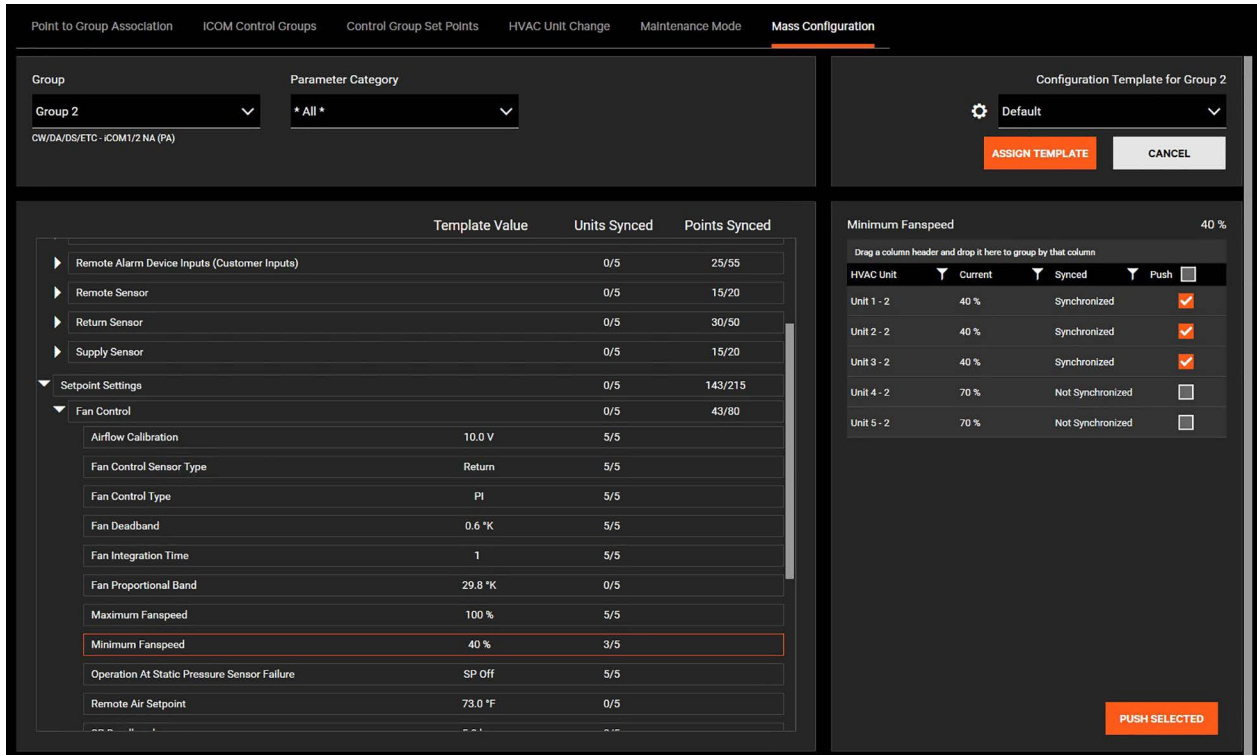 Point to Group Association ICOM Control Groups Control Group Set Points HVAC Unit Change Maintenance Mode Mass Configuration
Group Parameter Category
Group 2 * All *
CW/DA/DS/ETC - iCOM1/2 NA (PA)
Configuration Template for Group 2
Default
ASSIGN TEMPLATE CANCEL
Template Value Units Synced Points Synced
Remote Alarm Device Inputs (Customer Inputs) 0/5 25/55
Remote Sensor 0/5 15/20
Return Sensor 0/5 30/50
Supply Sensor 0/5 15/20
Setpoint Settings 0/5 143/215
Fan Control 0/5 43/80
Airflow Calibration 10.0 V 5/5
Fan Control Sensor Type Return 5/5
Fan Control Type PI 5/5
Fan Deadband 0.6 °K 5/5
Fan Integration Time 1 5/5
Fan Proportional Band 29.8 °K 0/5
Maximum Fanspeed 100 % 5/5
Minimum Fanspeed 40 % 3/5
Operation At Static Pressure Sensor Failure SP Off 5/5
Remote Air Setpoint 73.0 °F 0/5
Minimum Fanspeed 40 %
Drag a column header and drop it here to group by that column
HVAC Unit Current Synced Push
Unit 1 - 2 40 % Synchronized
Unit 2 - 2 40 % Synchronized
Unit 3 - 2 40 % Synchronized
Unit 4 - 2 70 % Not Synchronized
Unit 5 - 2 70 % Not Synchronized
PUSH SELECTED